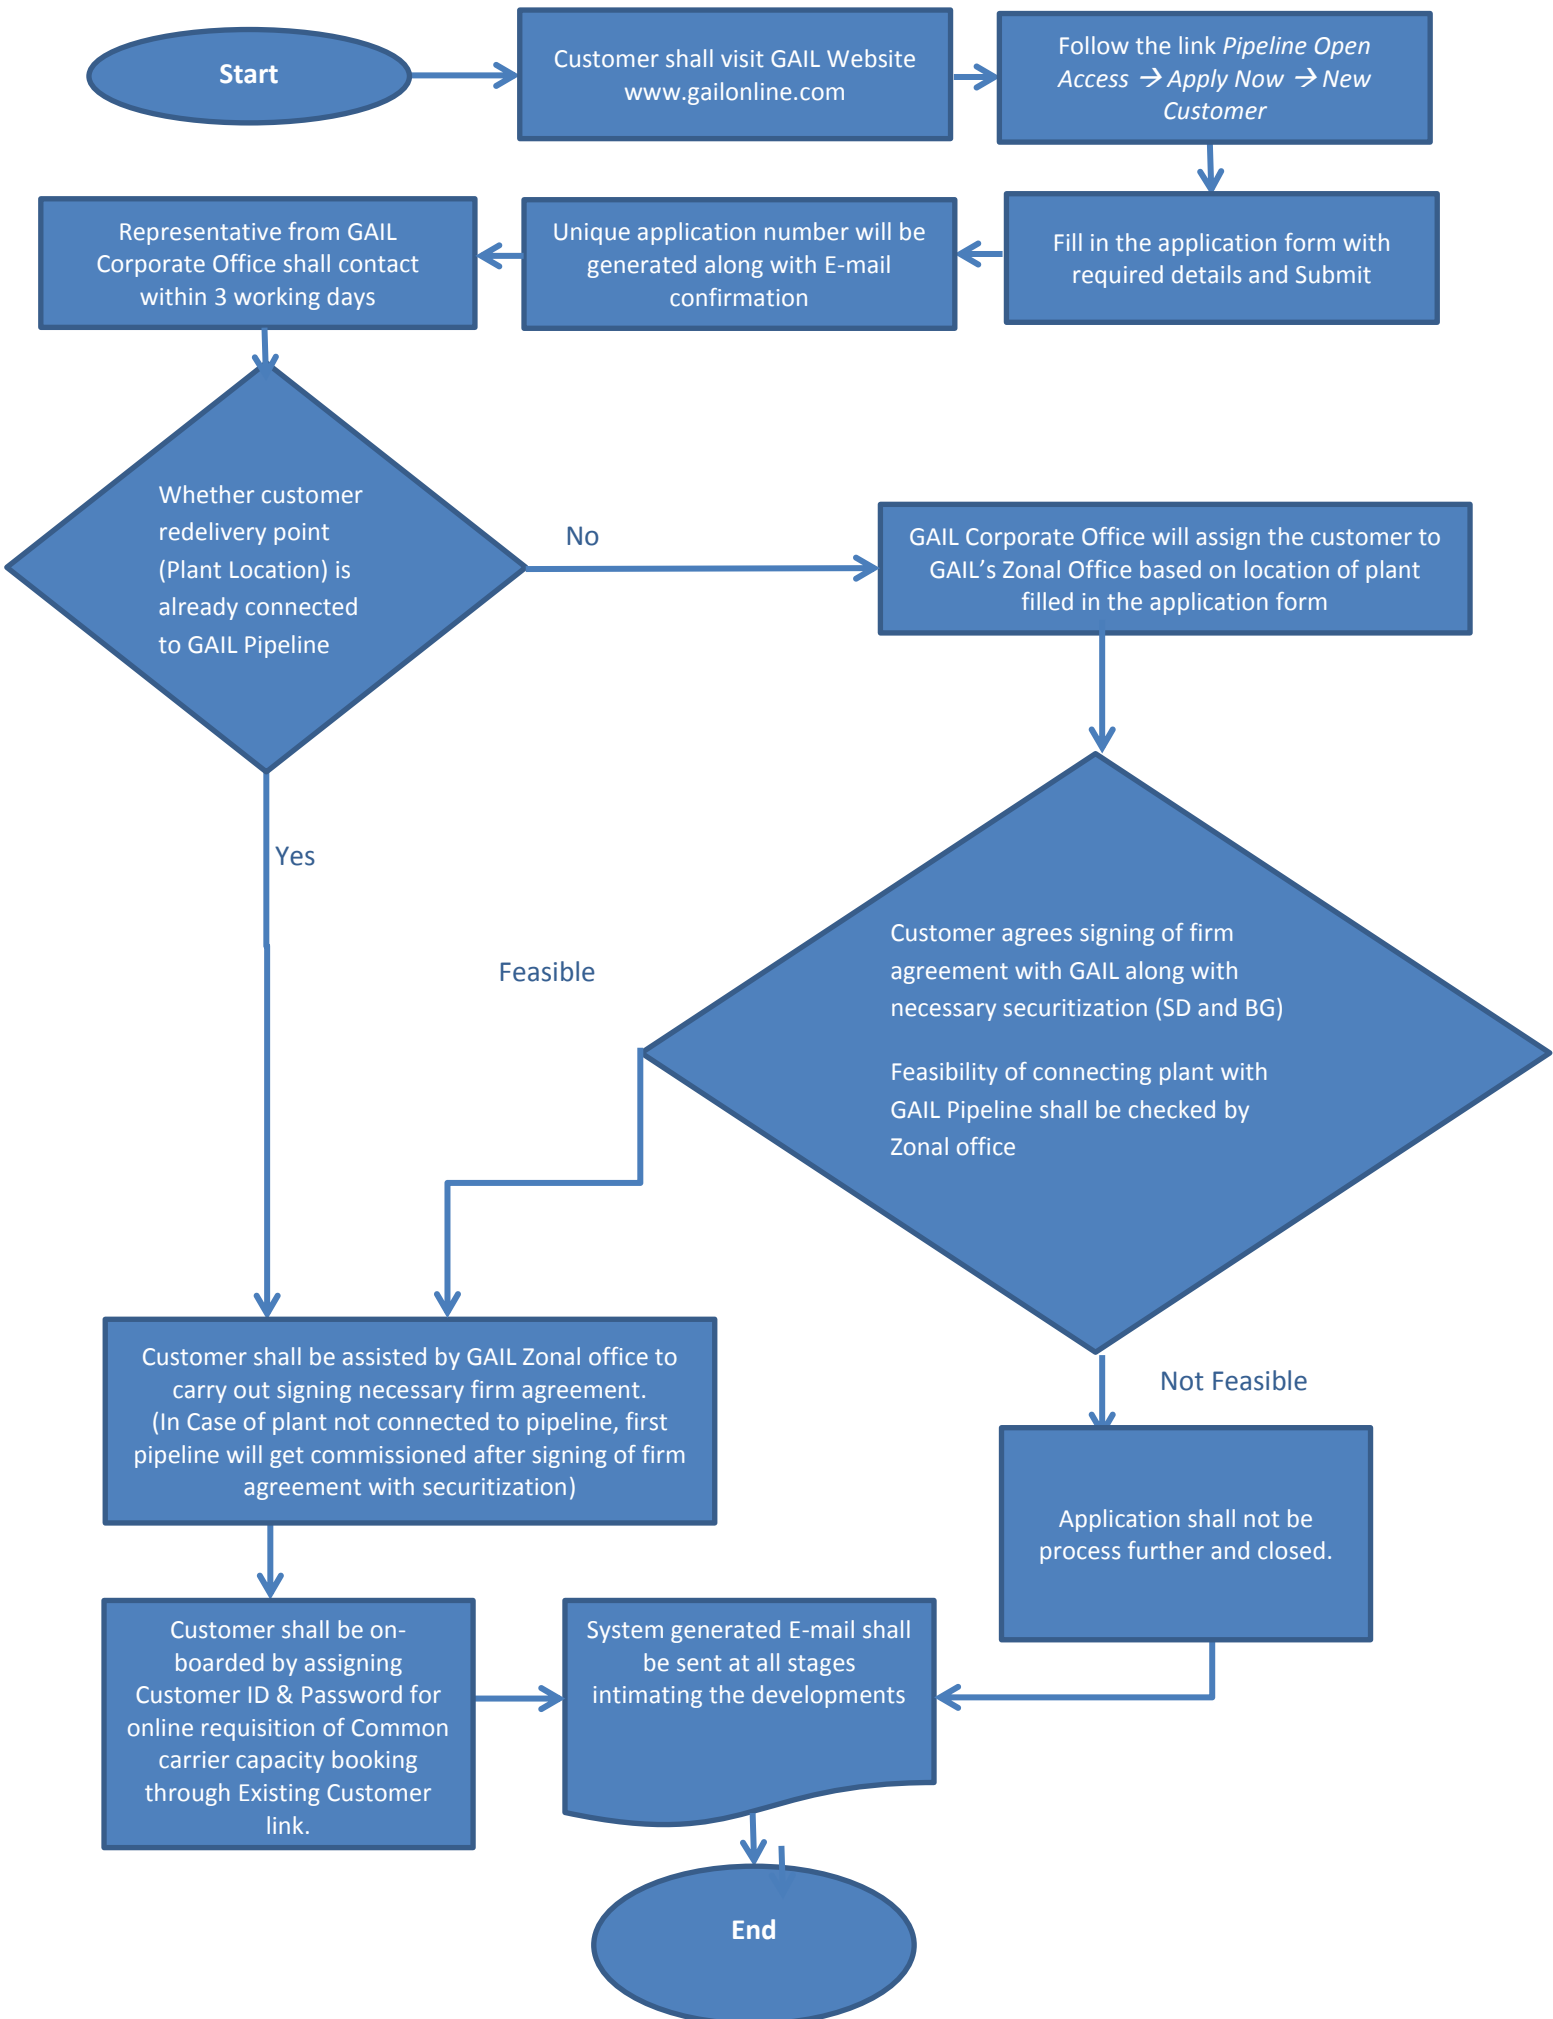 Start
Customer shall visit GAIL Website
www.gailonline.com
Follow the link Pipeline Open
Access → Apply Now → New
Customer
Representative from GAIL
Corporate Office shall contact
within 3 working days
Unique application number will be
generated along with E-mail
confirmation
Fill in the application form with
required details and Submit
Whether customer
redelivery point
(Plant Location) is
already connected
to GAIL Pipeline
No
GAIL Corporate Office will assign the customer to
GAIL’s Zonal Office based on location of plant
filled in the application form
Yes
Feasible
Customer agrees signing of firm
agreement with GAIL along with
necessary securitization (SD and BG)
Feasibility of connecting plant with
GAIL Pipeline shall be checked by
Zonal office
Customer shall be assisted by GAIL Zonal office to
carry out signing necessary firm agreement.
(In Case of plant not connected to pipeline, first
pipeline will get commissioned after signing of firm
agreement with securitization)
Not Feasible
Application shall not be
process further and closed.
Customer shall be on-
boarded by assigning
Customer ID & Password for
online requisition of Common
carrier capacity booking
through Existing Customer
link.
System generated E-mail shall
be sent at all stages
intimating the developments
End